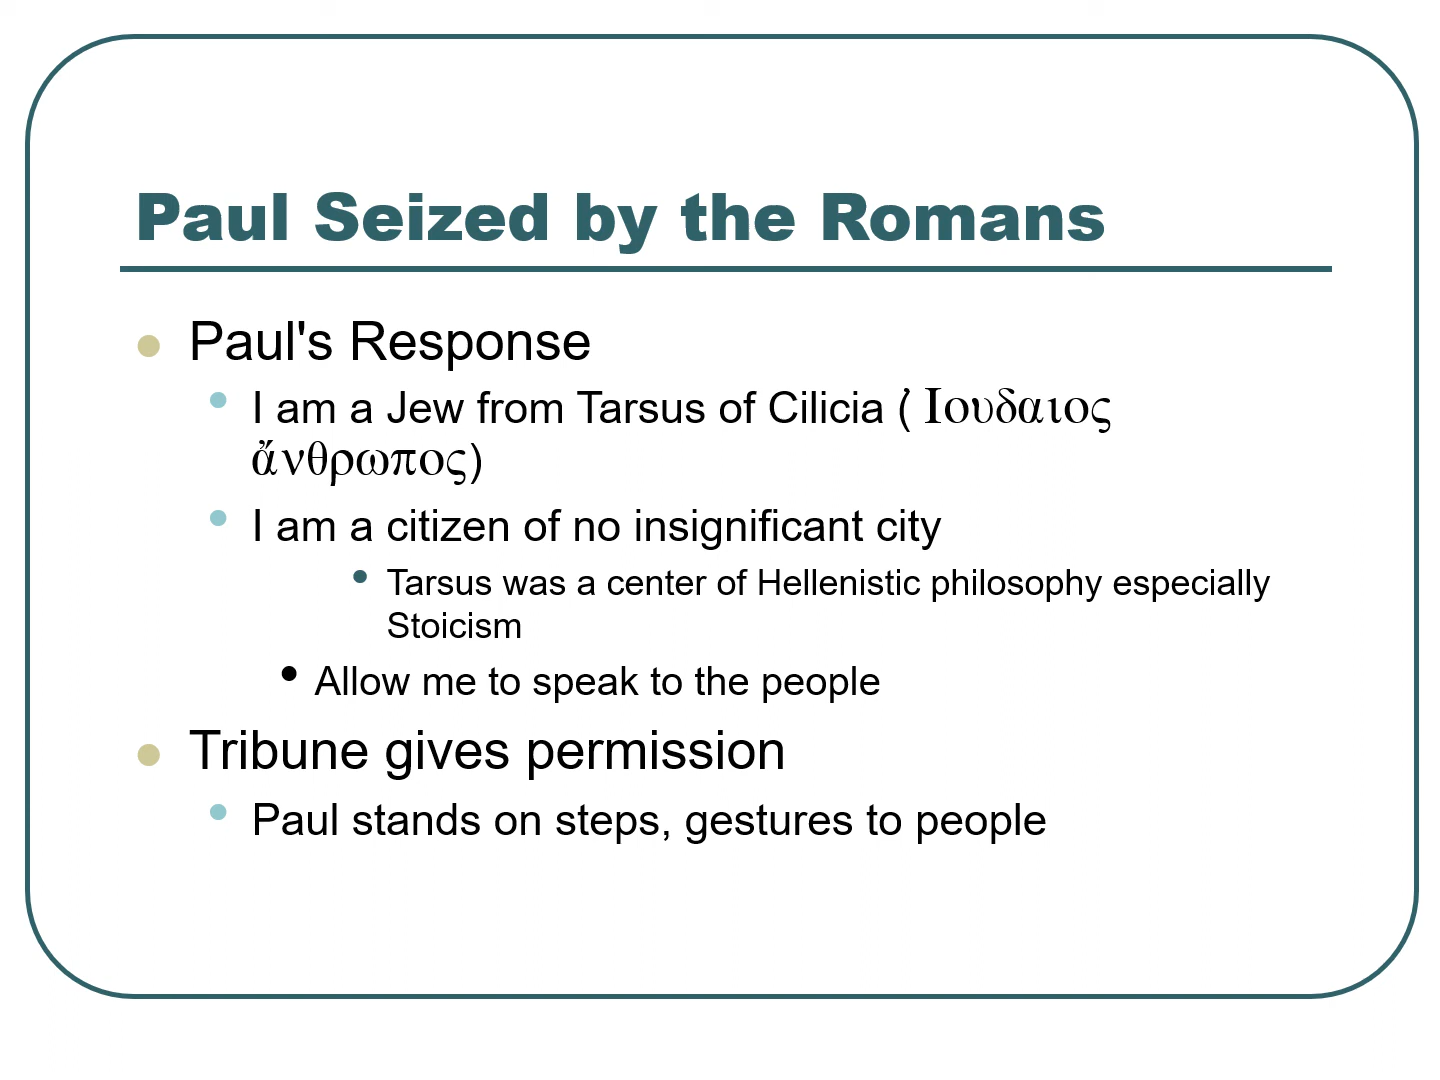 Paul Seized by the Romans
Paul's Response
I am a Jew from Tarsus of Cilicia (᾿Ιουδαιος
ἄνθρωπος)
I am a citizen of no insignificant city
Tarsus was a center of Hellenistic philosophy especially
Stoicism
Allow me to speak to the people
Tribune gives permission
Paul stands on steps, gestures to people